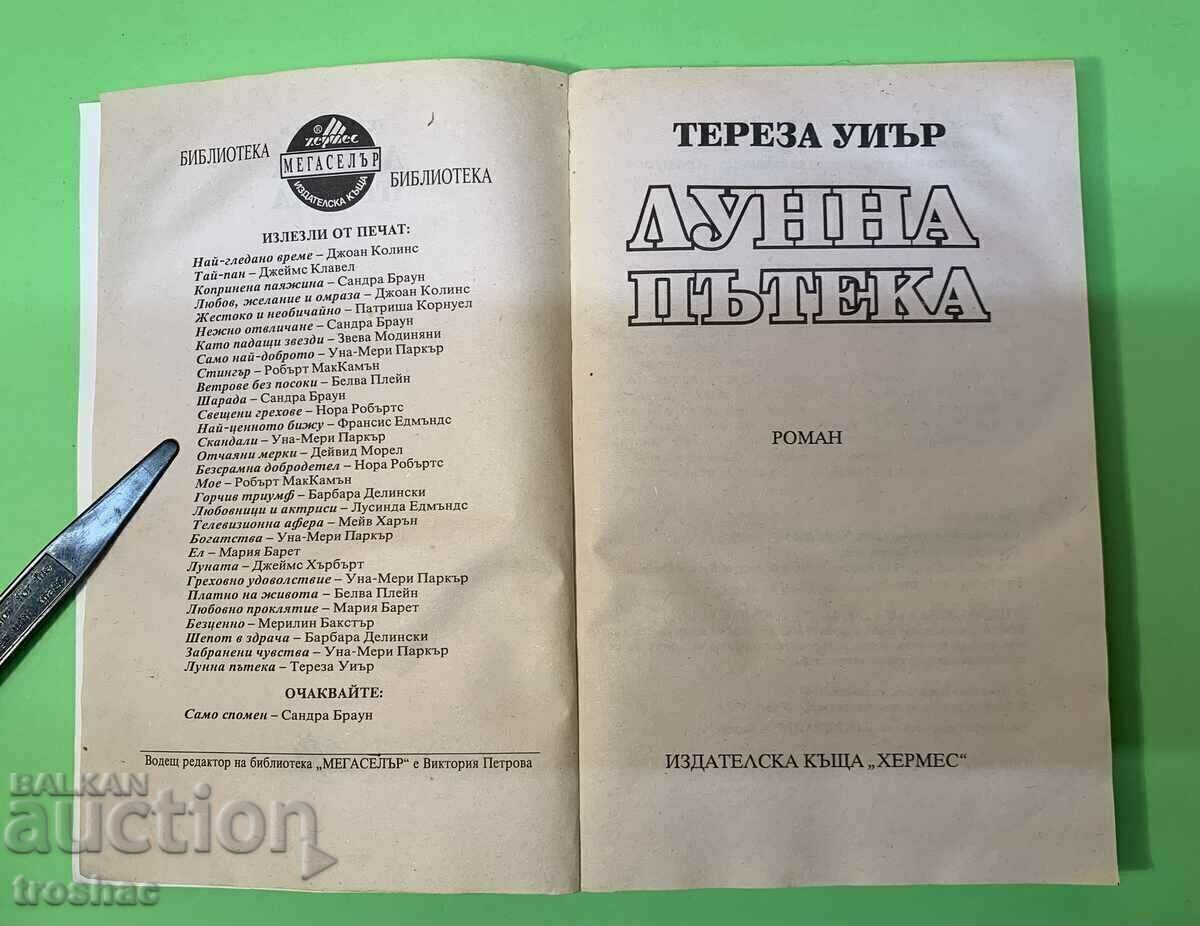 БИБЛИОТЕКА
® хермес
МЕГАСЕЛЪР
ИЗДАТЕЛСКА КЪЩА
БИБЛИОТЕКА
ИЗЛЕЗЛИ ОТ ПЕЧАТ:
Най-гледано време – Джоан Колинс
Тай-пан – Джеймс Клавел
Копринена паяжина – Сандра Браун
Любов, желание и омраза – Джоан Колинс
Жестоко и необичайно – Патриша Корнуел
Нежно отвличане – Сандра Браун
Като падащи звезди – Звева Модиняни
Само най-доброто – Уна-Мери Паркър
Стингър – Робърт МакКамън
Ветрове без посоки – Белва Плейн
Шарада – Сандра Браун
Свещени грехове – Нора Робъртс
Най-ценното бижу – Франсис Едмъндс
Скандали – Уна-Мери Паркър
Отчаяни мерки – Дейвид Морел
Безсрамна добродетел – Нора Робъртс
Мое – Робърт МакКамън
Горчив триумф – Барбара Делински
Любовници и актриси – Лусинда Едмъндс
Телевизионна афера – Мейв Харън
Богатства – Уна-Мери Паркър
Ел – Мария Барет
Луната – Джеймс Хърбърт
Греховно удоволствие – Уна-Мери Паркър
Платно на живота – Белва Плейн
Любовно проклятие – Мария Барет
Безценно – Мерилин Бакстър
Шепот в здрача – Барбара Делински
Забранени чувства – Уна-Мери Паркър
Лунна пътека – Тереза Уиър
ОЧАКВАЙТЕ:
Само спомен – Сандра Браун
Водещ редактор на библиотека „МЕГАСЕЛЪР“ е Виктория Петрова
ТЕРЕЗА УИЪР
ЛУННА
ПЪТЕКА
РОМАН
ИЗДАТЕЛСКА КЪЩА „ХЕРМЕС“
BALKAN
auction
troshac